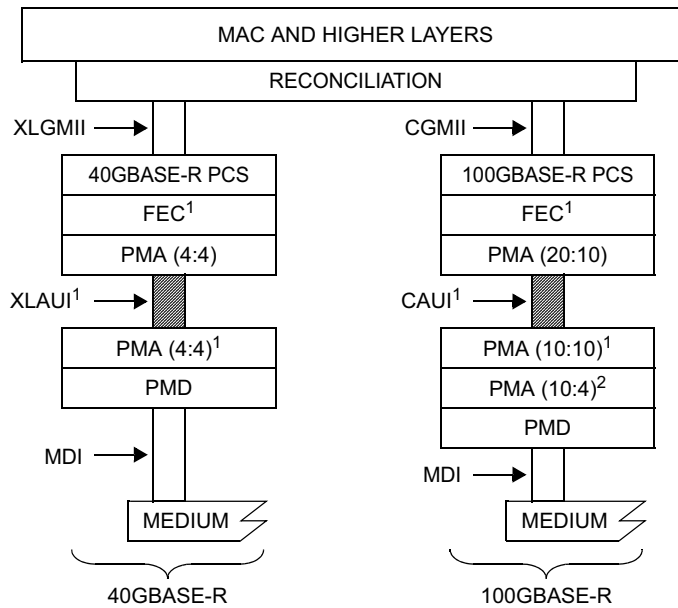 MAC AND HIGHER LAYERS
RECONCILIATION
XLGMII
CGMII
40GBASE-R PCS
FEC¹
PMA (4:4)
100GBASE-R PCS
FEC¹
PMA (20:10)
XLAUI¹
CAUI¹
PMA (4:4)¹
PMD
PMA (10:10)¹
PMA (10:4)²
PMD
MDI
MDI
MEDIUM
MEDIUM
40GBASE-R
100GBASE-R